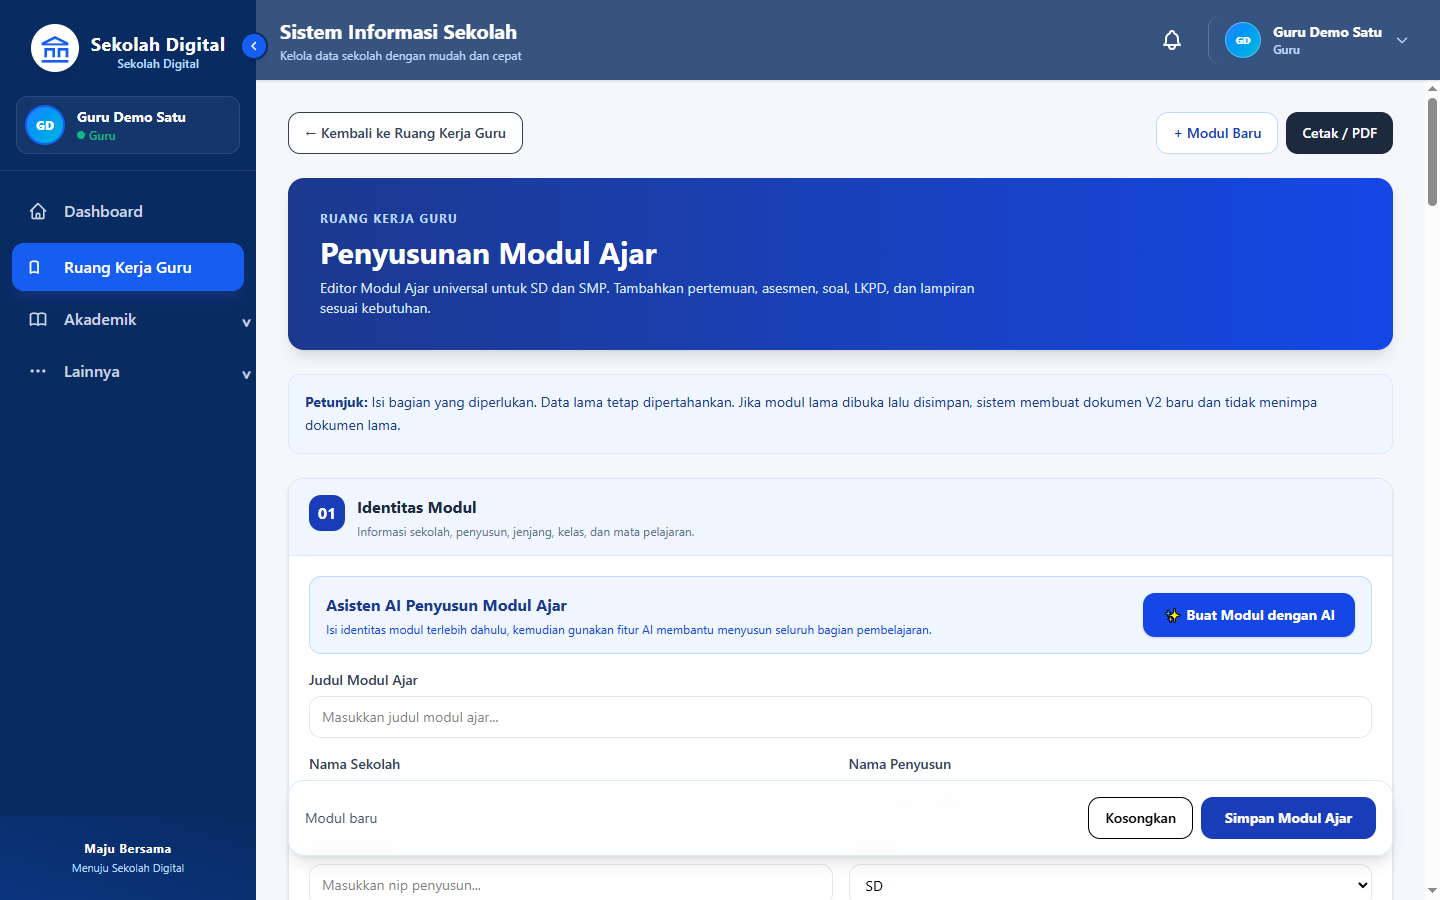 Sekolah Digital
Sekolah Digital
Sistem Informasi Sekolah
Kelola data sekolah dengan mudah dan cepat
GD
Guru Demo Satu
Guru
GD
Guru Demo Satu
Guru
Dashboard
Ruang Kerja Guru
Akademik
v
Lainnya
v
Maju Bersama
Menuju Sekolah Digital
← Kembali ke Ruang Kerja Guru
+ Modul Baru
Cetak / PDF
RUANG KERJA GURU
Penyusunan Modul Ajar
Editor Modul Ajar universal untuk SD dan SMP. Tambahkan pertemuan, asesmen, soal, LKPD, dan lampiran
sesuai kebutuhan.
Petunjuk: Isi bagian yang diperlukan. Data lama tetap dipertahankan. Jika modul lama dibuka lalu disimpan, sistem membuat dokumen V2 baru dan tidak menimpa
dokumen lama.
01
Identitas Modul
Informasi sekolah, penyusun, jenjang, kelas, dan mata pelajaran.
Asisten AI Penyusun Modul Ajar
Isi identitas modul terlebih dahulu, kemudian gunakan fitur AI membantu menyusun seluruh bagian pembelajaran.
✨ Buat Modul dengan AI
Judul Modul Ajar
Masukkan judul modul ajar...
Nama Sekolah
Nama Penyusun
Modul baru
Kosongkan
Simpan Modul Ajar
Masukkan nip penyusun...
SD